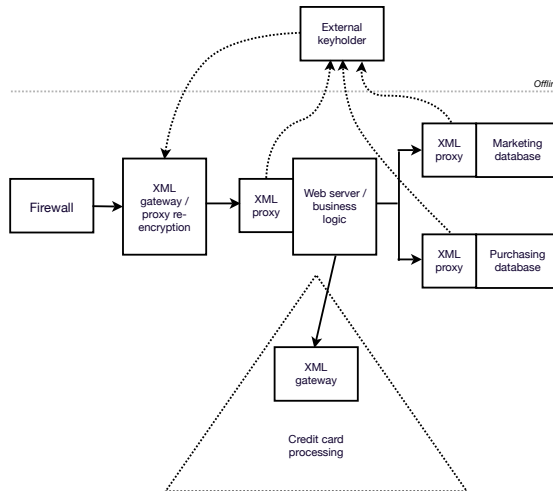 External
keyholder
Offlin
XML
proxy
Marketing
database
Firewall
XML
gateway /
proxy re-
encryption
XML
proxy
Web server /
business
logic
XML
proxy
Purchasing
database
XML
gateway
Credit card
processing